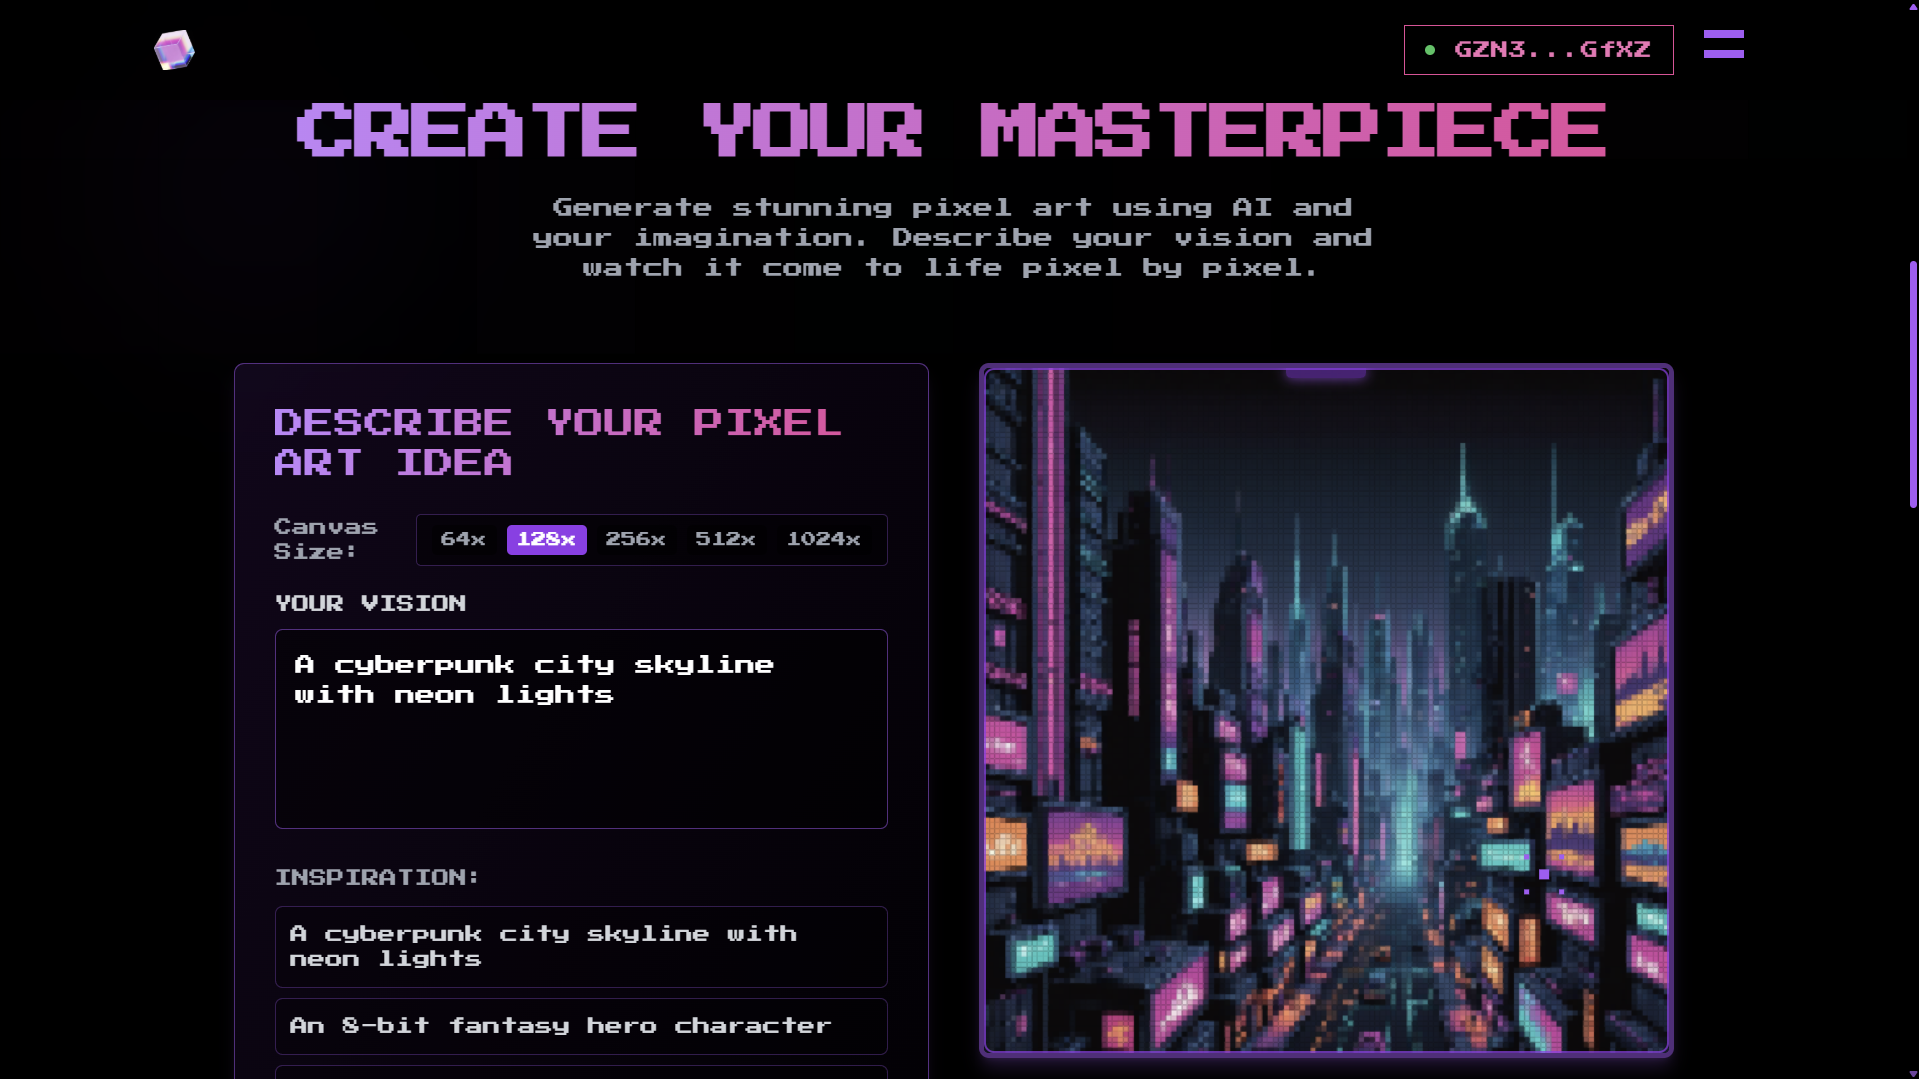 GZN3...GfXZ
CREATE YOUR MASTERPIECE
Generate stunning pixel art using AI and
your imagination. Describe your vision and
watch it come to life pixel by pixel.
DESCRIBE YOUR PIXEL
ART IDEA
Canvas
Size:
64x 128x 256x 512x 1024x
YOUR VISION
A cyberpunk city skyline
with neon lights
INSPIRATION:
A cyberpunk city skyline with
neon lights
An 8-bit fantasy hero character